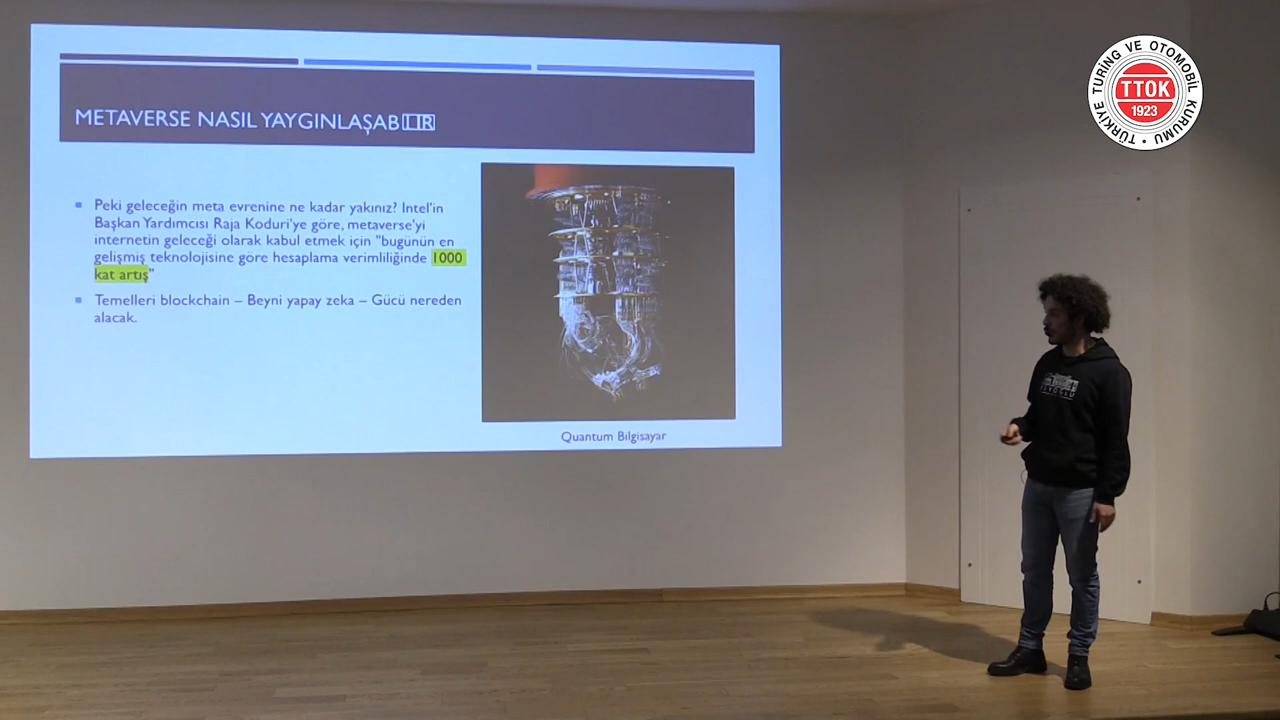 METAVERSE NASIL YAYGINLAŞABİLİR
Peki geleceğin meta evrenine ne kadar yakınız? Intel'in
Başkan Yardımcısı Raja Koduri'ye göre, metaverse'yi
internetin geleceği olarak kabul etmek için "bugünün en
gelişmiş teknolojisine göre hesaplama verimliliğinde 1000
kat artış"
Temelleri blockchain – Beyni yapay zeka – Gücü nereden
alacak.
Quantum Bilgisayar
TÜRKİYE TURING VE OTOMOBİL KURUMU
TTOK
1923